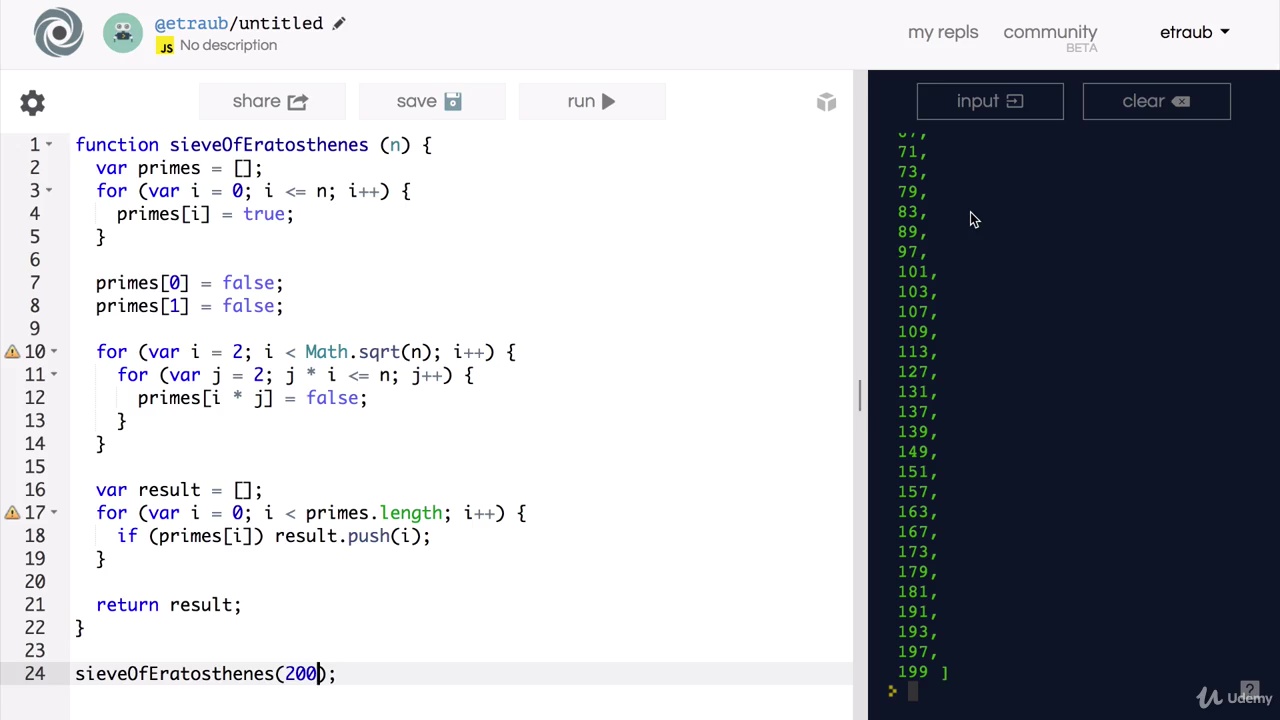 @etraub/untitled
JS No description
my repls
community
BETA
etraub
share
save
run
input
clear
1 function sieveOfEratosthenes (n) {
2 var primes = [];
3 for (var i = 0; i <= n; i++) {
4 primes[i] = true;
5 }
6
7 primes[0] = false;
8 primes[1] = false;
9
10 for (var i = 2; i < Math.sqrt(n); i++) {
11 for (var j = 2; j * i <= n; j++) {
12 primes[i * j] = false;
13 }
14 }
15
16 var result = [];
17 for (var i = 0; i < primes.length; i++) {
18 if (primes[i]) result.push(i);
19 }
20
21 return result;
22 }
23
24 sieveOfEratosthenes(200);
71,
73,
79,
83,
89,
97,
101,
103,
107,
109,
113,
127,
131,
137,
139,
149,
151,
157,
163,
167,
173,
179,
181,
191,
193,
197,
199 ]
>
?
Udemy